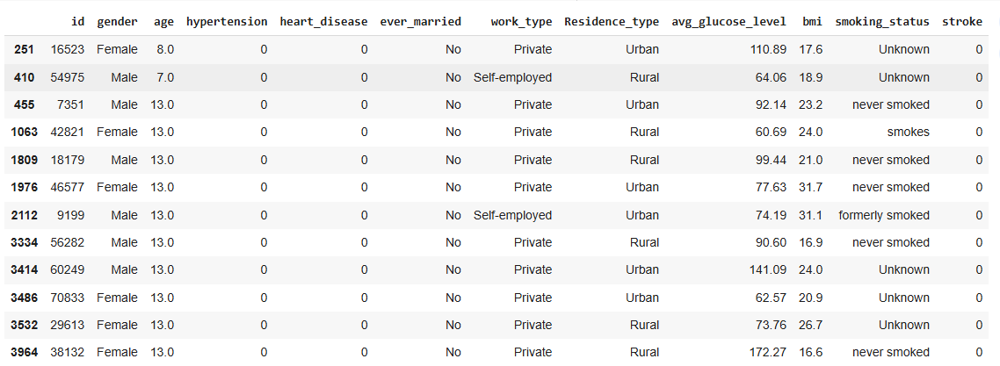 id gender age hypertension heart_disease ever_married work_type Residence_type avg_glucose_level bmi smoking_status stroke
251 16523 Female 8.0 0 0 No Private Urban 110.89 17.6 Unknown 0
410 54975 Male 7.0 0 0 No Self-employed Rural 64.06 18.9 Unknown 0
455 7351 Male 13.0 0 0 No Private Urban 92.14 23.2 never smoked 0
1063 42821 Female 13.0 0 0 No Private Rural 60.69 24.0 smokes 0
1809 18179 Male 13.0 0 0 No Private Rural 99.44 21.0 never smoked 0
1976 46577 Female 13.0 0 0 No Private Urban 77.63 31.7 never smoked 0
2112 9199 Male 13.0 0 0 No Self-employed Urban 74.19 31.1 formerly smoked 0
3334 56282 Male 13.0 0 0 No Private Rural 90.60 16.9 never smoked 0
3414 60249 Male 13.0 0 0 No Private Urban 141.09 24.0 Unknown 0
3486 70833 Female 13.0 0 0 No Private Urban 62.57 20.9 Unknown 0
3532 29613 Female 13.0 0 0 No Private Rural 73.76 26.7 Unknown 0
3964 38132 Female 13.0 0 0 No Private Rural 172.27 16.6 never smoked 0